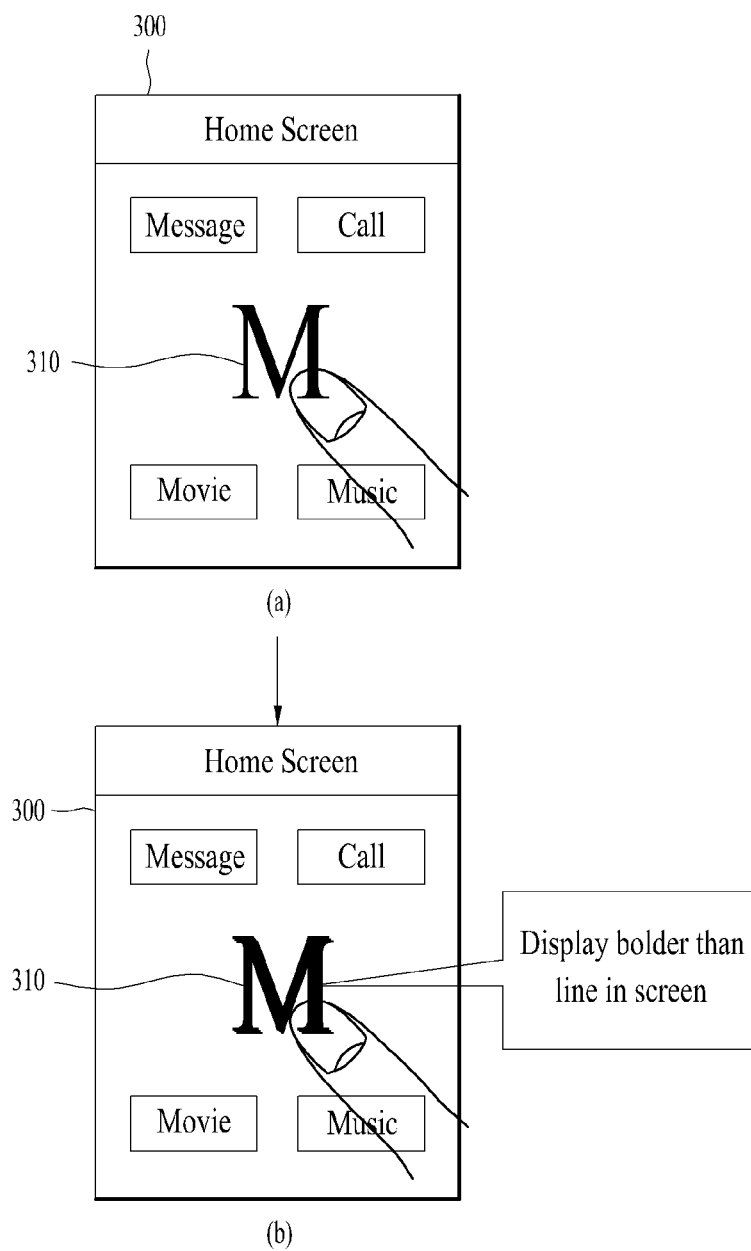 300
Home Screen
Message Call
M
310
Movie Music
(a)
Home Screen
300
Message Call
M
310
Display bolder than
line in screen
Movie Music
(b)